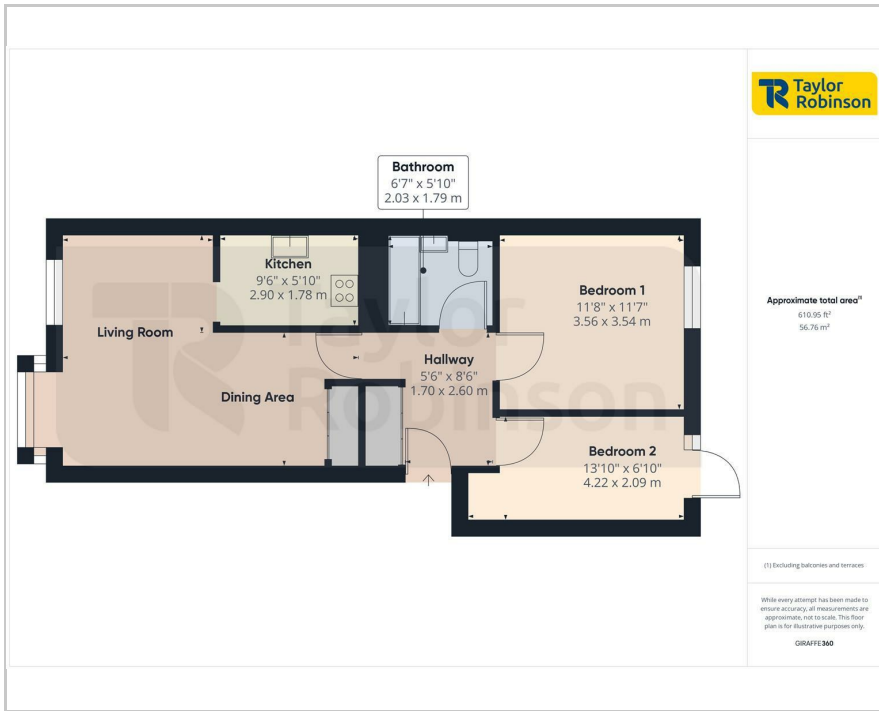 Taylor
Robinson
Bathroom
6'7" x 5'10"
2.03 x 1.79 m
Kitchen
9'6" x 5'10"
2.90 x 1.78 m
Bedroom 1
11'8" x 11'7"
3.56 x 3.54 m
Living Room
Hallway
5'6" x 8'6"
1.70 x 2.60 m
Dining Area
Bedroom 2
13'10" x 6'10"
4.22 x 2.09 m
Taylor
Robinson
Approximate total area⁽¹⁾
610.95 ft²
56.76 m²
(1) Excluding balconies and terraces
While every attempt has been made to
ensure accuracy, all measurements are
approximate, not to scale. This floor
plan is for illustrative purposes only.
GIRAFFE360